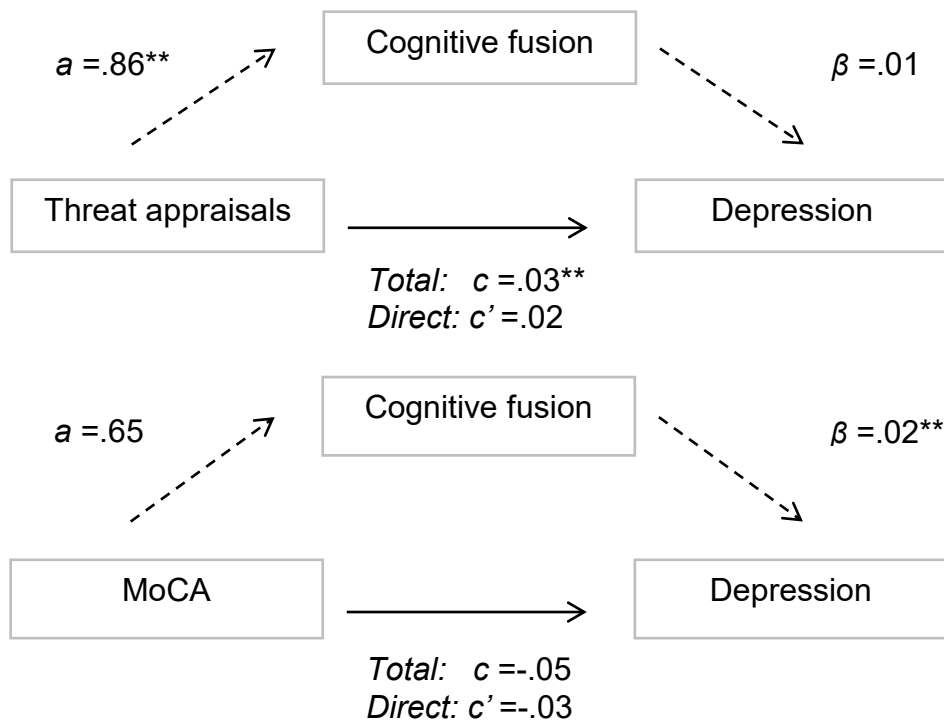 Cognitive fusion
a =.86**
β =.01
Threat appraisals
Depression
Total: c =.03**
Direct: c’ =.02
Cognitive fusion
a =.65
β =.02**
MoCA
Depression
Total: c =-.05
Direct: c’ =-.03